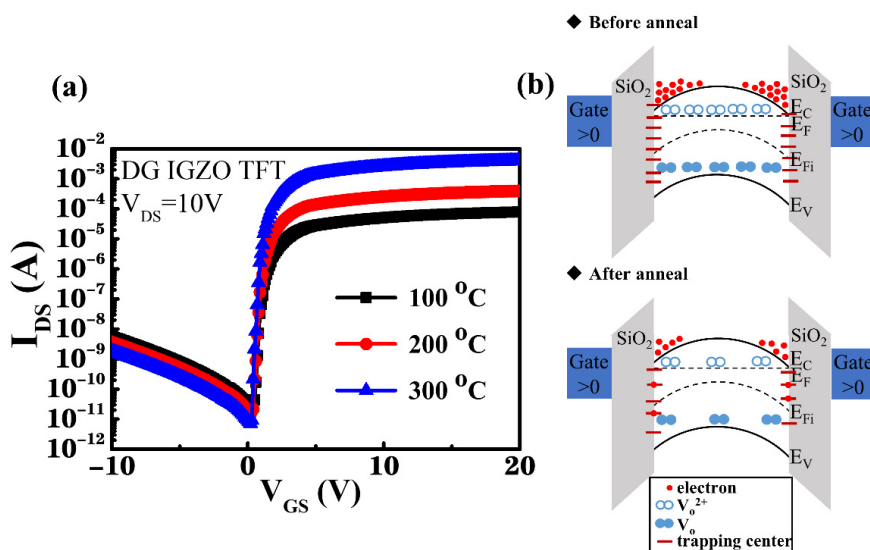 (a)
I_DS (A)
10^-2
10^-3
10^-4
10^-5
10^-6
10^-7
10^-8
10^-9
10^-10
10^-11
10^-12
DG IGZO TFT
V_DS=10V
100 °C
200 °C
300 °C
−10
0
10
20
V_GS (V)
(b)
◆ Before anneal
SiO₂
SiO₂
Gate
>0
Gate
>0
E_C
E_F
E_Fi
E_V
◆ After anneal
SiO₂
SiO₂
Gate
>0
Gate
>0
E_C
E_F
E_Fi
E_V
electron
V_o^2+
V_o
trapping center